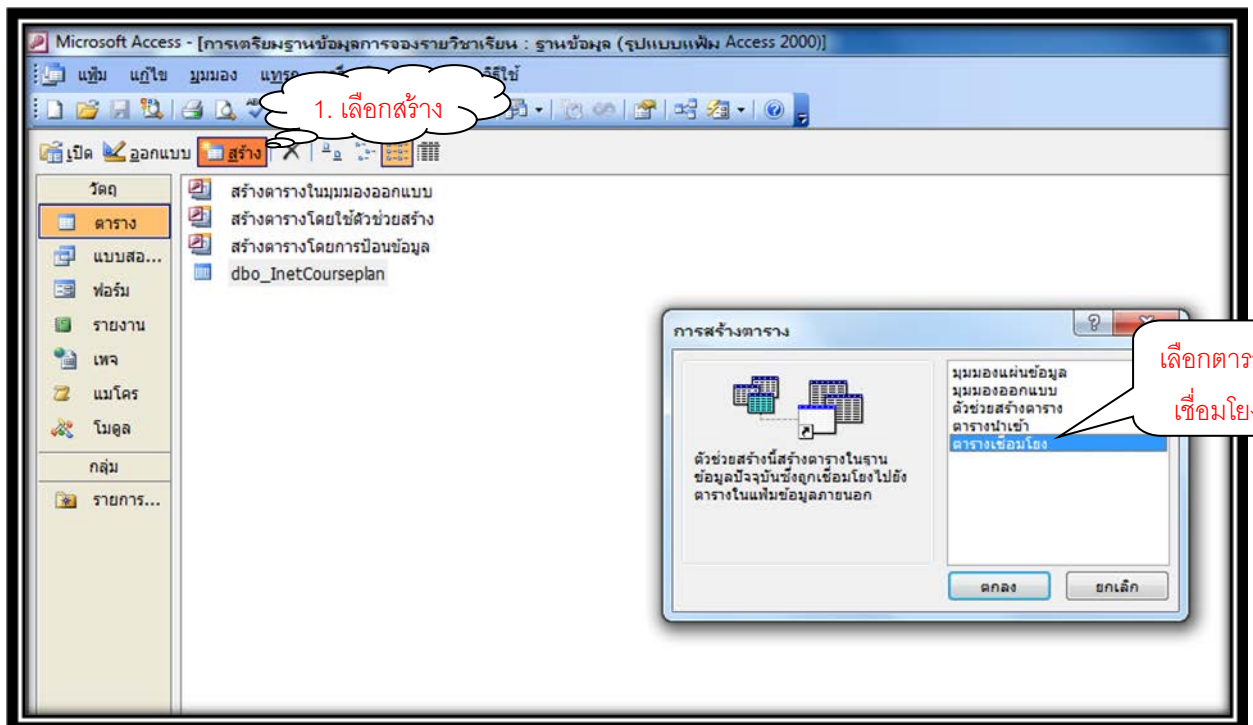 Microsoft Access - [การเตรียมฐานข้อมูลการจองรายวิชาเรียน : ฐานข้อมูล (รูปแบบแฟ้ม Access 2000)]
แฟ้ม แก้ไข มุมมอง
1. เลือกสร้าง
เปิด ออกแบบ สร้าง
วัตถุ
ตาราง
แบบสอ...
ฟอร์ม
รายงาน
เพจ
แมโคร
โมดูล
กลุ่ม
รายการ...
สร้างตารางในมุมมองออกแบบ
สร้างตารางโดยใช้ตัวช่วยสร้าง
สร้างตารางโดยการป้อนข้อมูล
dbo_InetCourseplan
การสร้างตาราง
ตัวช่วยสร้างนี้สร้างตารางในฐาน
ข้อมูลปัจจุบันซึ่งถูกเชื่อมโยงไปยัง
ตารางในแฟ้มข้อมูลภายนอก
มุมมองแผ่นข้อมูล
มุมมองออกแบบ
ตัวช่วยสร้างตาราง
ตารางนำเข้า
ตารางเชื่อมโยง
ตกลง ยกเลิก
เลือกตาร
เชื่อมโย